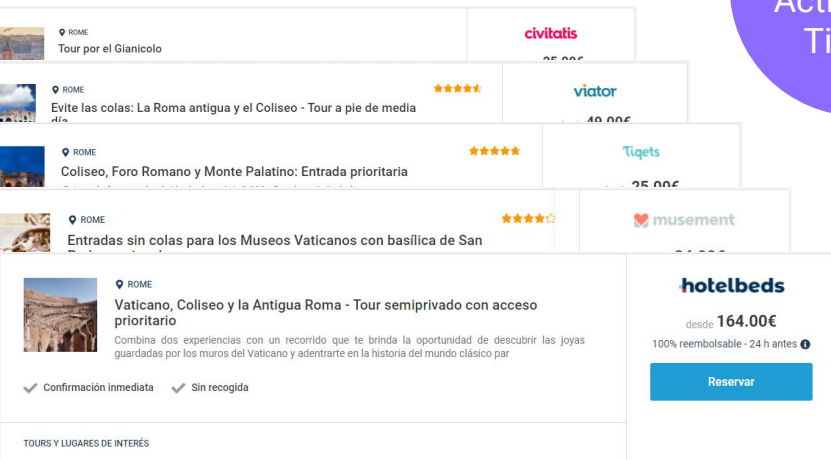 ROME
civitatis
Tour por el Gianicolo
ROME
viator
Evite las colas: La Roma antigua y el Coliseo - Tour a pie de media
día
49.00€
ROME
Tiqets
Coliseo, Foro Romano y Monte Palatino: Entrada prioritaria
25.00€
ROME
musement
Entradas sin colas para los Museos Vaticanos con basílica de San
ROME
hotelbeds
Vaticano, Coliseo y la Antigua Roma - Tour semiprivado con acceso
prioritario
desde 164.00€
Combina dos experiencias con un recorrido que te brinda la oportunidad de descubrir las joyas
guardadas por los muros del Vaticano y adentrarte en la historia del mundo clásico par
100% reembolsable - 24 h antes
Confirmación inmediata Sin recogida
Reservar
TOURS Y LUGARES DE INTERÉS